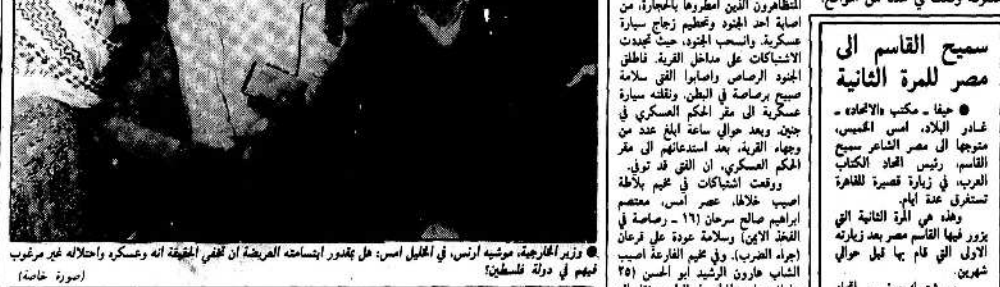 سميح القاسم الى
مصر للمرة الثانية
● حيفا ـ مكتب «الاتحاد» ـ
غادر البلاد، امس الخميس،
متوجها الى مصر الشاعر سميح
القاسم، رئيس اتحاد الكتاب
العرب، في زيارة قصيرة للقاهرة
تستغرق عدة ايام.
وهذه هي المرة الثانية التي
يزور فيها القاسم مصر بعد زيارته
الاولى التي قام بها قبل حوالي
شهرين.
المتظاهرون الذين امطروها بالحجارة، من
اصابة احد الجنود وتحطيم زجاج سيارة
عسكرية. وانسحب الجنود، حيث تجددت
الاشتباكات على مداخل القرية. فاطلق
الجنود الرصاص واصابوا الفتى سلامة
صبيح برصاصة في البطن. ونقلته سيارة
عسكرية الى مقر الحكم العسكري في
جنين. وبعد حوالي ساعة ابلغ عدد من
وجهاء القرية، بعد استدعائهم الى مقر
الحكم العسكري، ان الفتى قد توفي.
ووقعت اشتباكات في مخيم بلاطة
اصيب خلالها، عصر امس، معتصم
ابراهيم صالح سرحان (١٦ ـ رصاصة في
الفخذ الايمن) وسلامة عودة علي قرعان
(جراء الضرب). وفي مخيم الفارعة اصيب
الشاب هارون الرشيد ابو الحسن (٢٥
● وزير الخارجية، موشيه ارنس، في الخليل امس: هل بمقدور ابتسامته العريضة ان تخفي الحقيقة انه وعسكره واحتلاله غير مرغوب
فيهم في دولة فلسطين؟
(صورة خاصة)